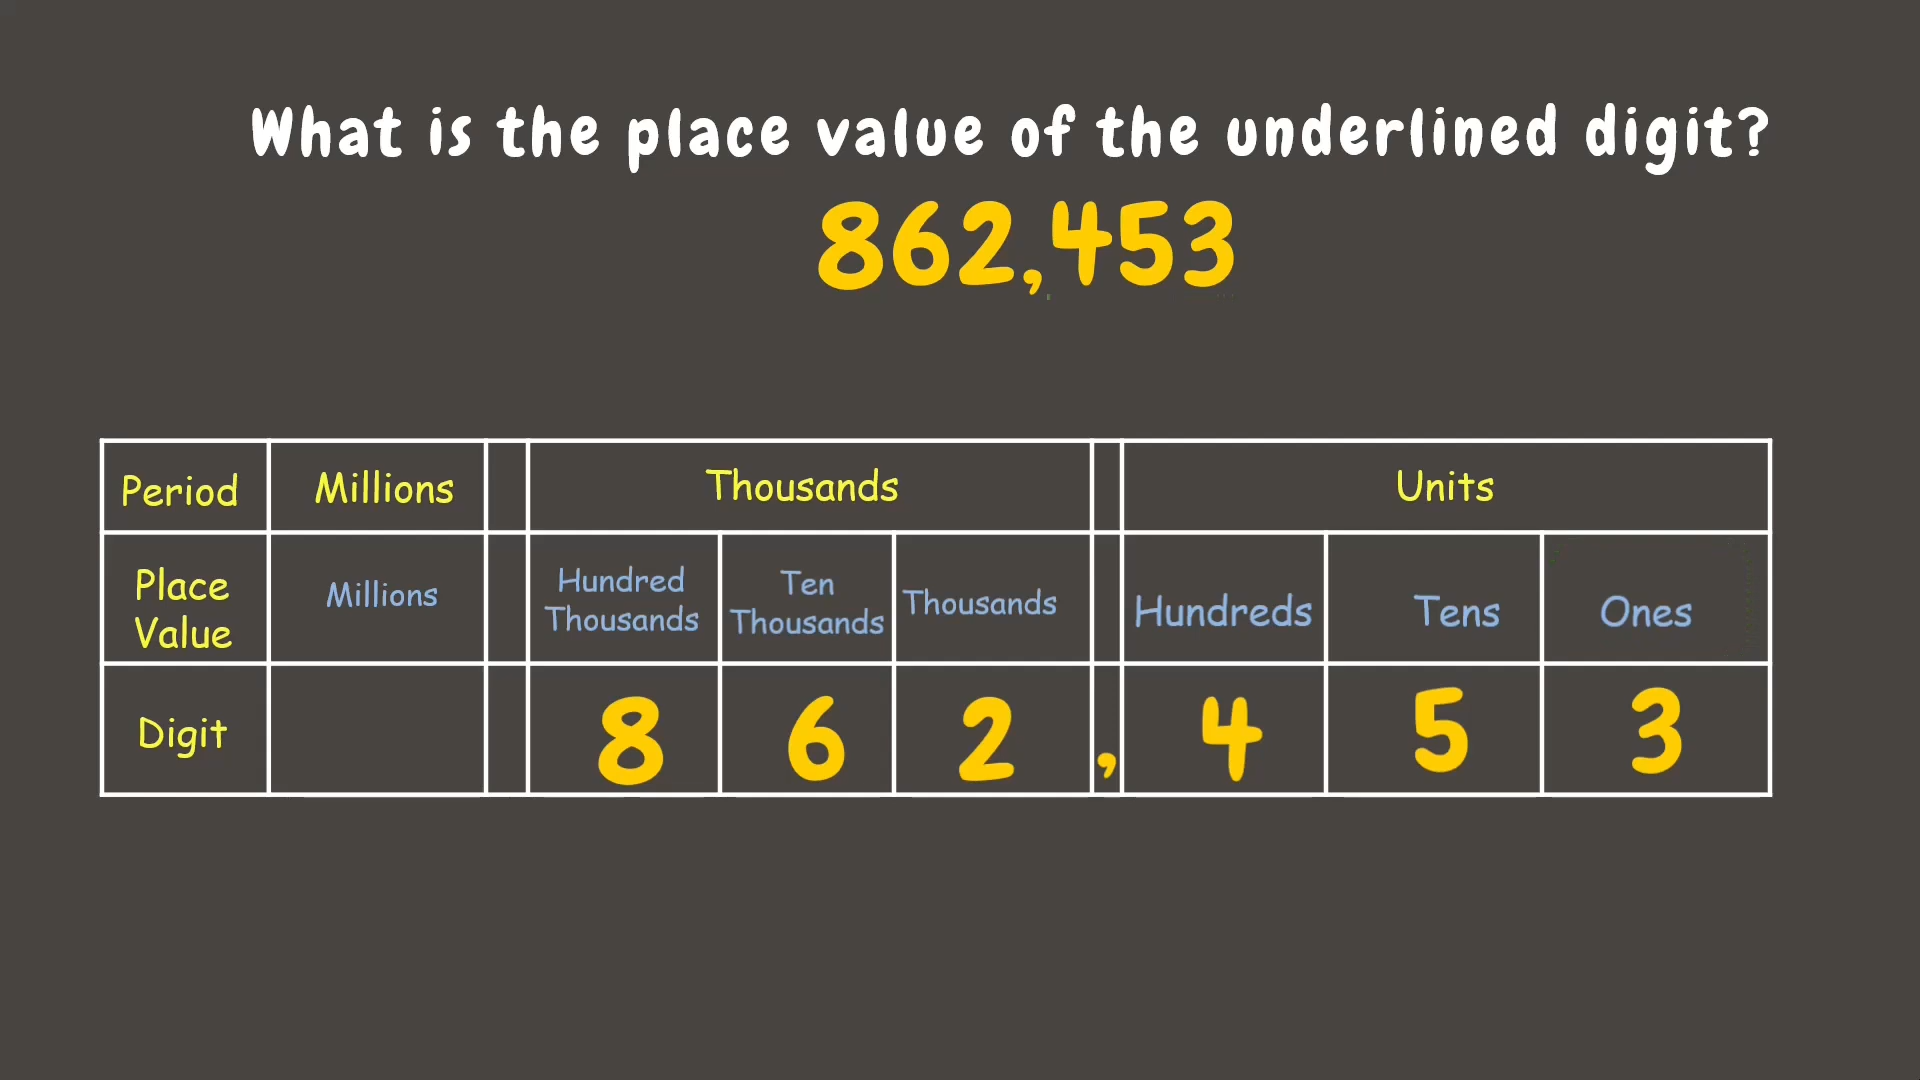 What is the place value of the underlined digit?
862,453
Period Millions Thousands Units
Place Value Millions Hundred Thousands Ten Thousands Thousands Hundreds Tens Ones
Digit 8 6 2 , 4 5 3